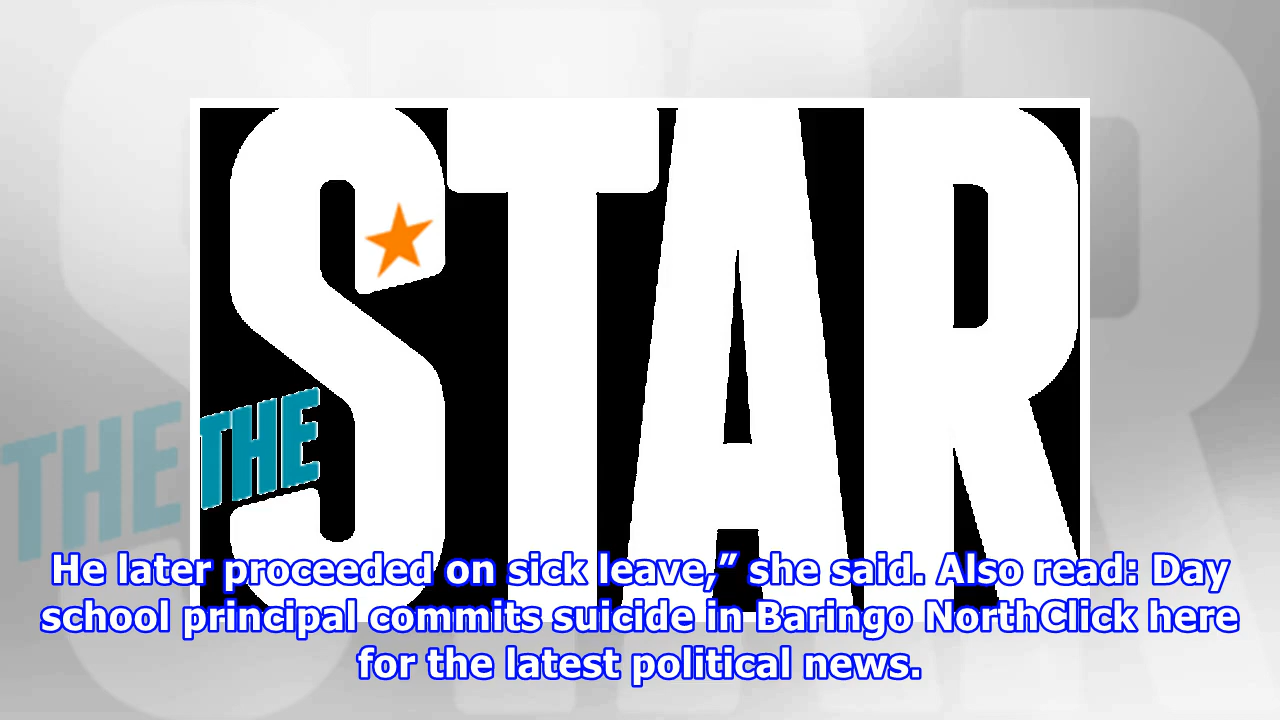 THE
THE
STAR
He later proceeded on sick leave,” she said. Also read: Day
school principal commits suicide in Baringo NorthClick here
for the latest political news.